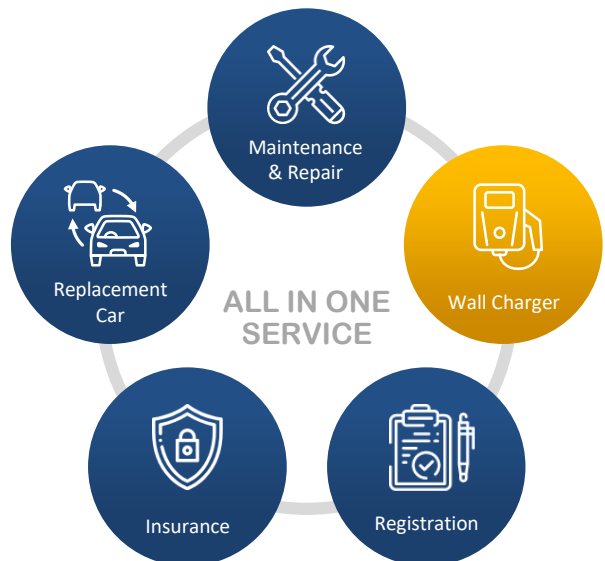 Maintenance
& Repair
Wall Charger
Replacement
Car
ALL IN ONE
SERVICE
Insurance
Registration